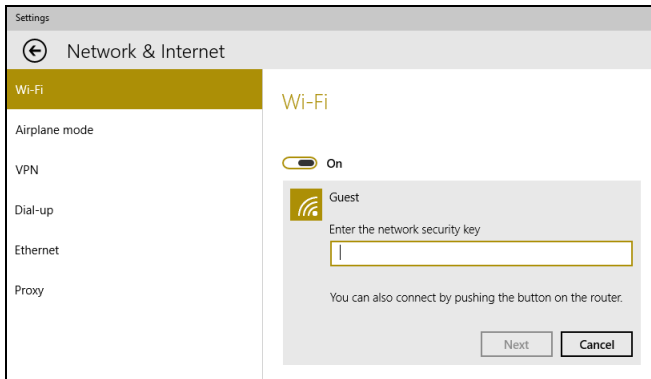 Settings
Network & Internet
Wi-Fi
Airplane mode
VPN
Dial-up
Ethernet
Proxy
Wi-Fi
On
Guest
Enter the network security key
You can also connect by pushing the button on the router.
Next
Cancel